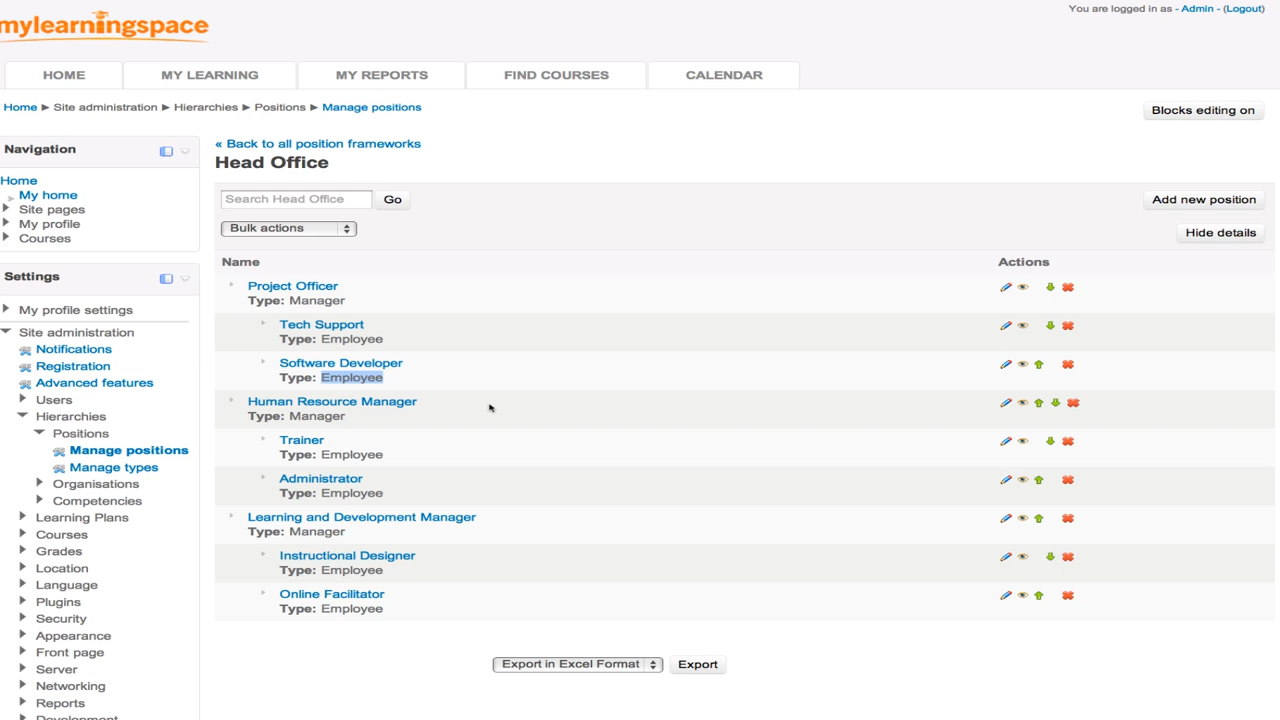 mylearningspace
You are logged in as - Admin - (Logout)
HOME
MY LEARNING
MY REPORTS
FIND COURSES
CALENDAR
Home ► Site administration ► Hierarchies ► Positions ► Manage positions
Blocks editing on
Navigation
Home
My home
Site pages
My profile
Courses
Settings
My profile settings
Site administration
Notifications
Registration
Advanced features
Users
Hierarchies
Positions
Manage positions
Manage types
Organisations
Competencies
Learning Plans
Courses
Grades
Location
Language
Plugins
Security
Appearance
Front page
Server
Networking
Reports
Development
« Back to all position frameworks
Head Office
Search Head Office
Go
Add new position
Bulk actions
Hide details
Name
Actions
Project Officer
Type: Manager
Tech Support
Type: Employee
Software Developer
Type: Employee
Human Resource Manager
Type: Manager
Trainer
Type: Employee
Administrator
Type: Employee
Learning and Development Manager
Type: Manager
Instructional Designer
Type: Employee
Online Facilitator
Type: Employee
Export in Excel Format
Export